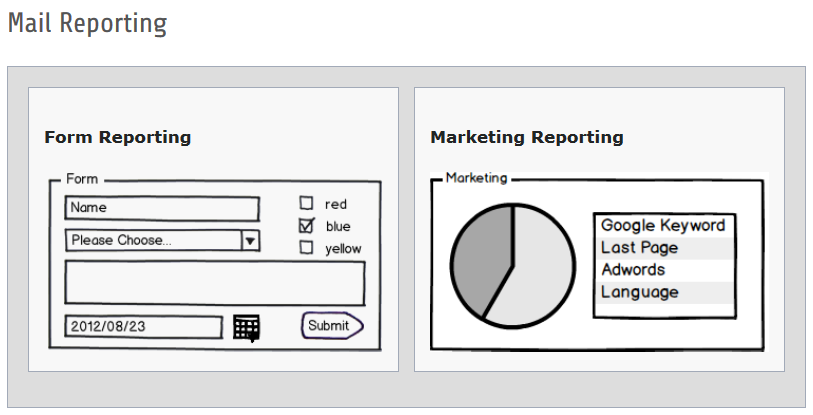 Mail Reporting
Form Reporting
Form
Name
red
blue
Please Choose...
yellow
2012/08/23
Submit
Marketing Reporting
Marketing
Google Keyword
Last Page
Adwords
Language